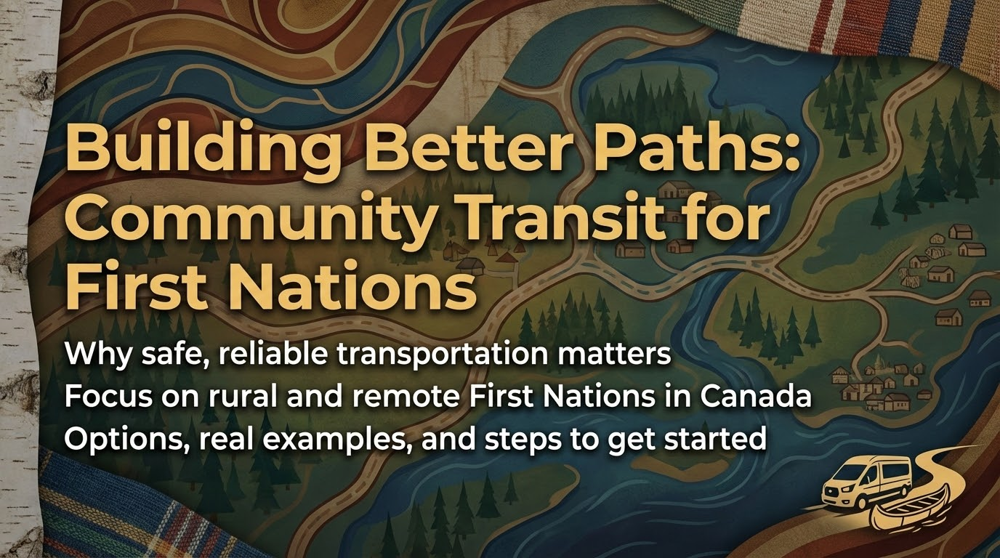 Building Better Paths:
Community Transit for
First Nations
Why safe, reliable transportation matters
Focus on rural and remote First Nations in Canada
Options, real examples, and steps to get started